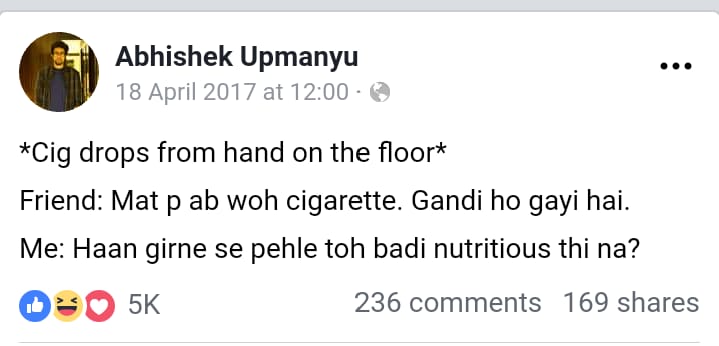 Abhishek Upmanyu
18 April 2017 at 12:00 ·
*Cig drops from hand on the floor*
Friend: Mat p ab woh cigarette. Gandi ho gayi hai.
Me: Haan girne se pehle toh badi nutritious thi na?
5K 236 comments 169 shares